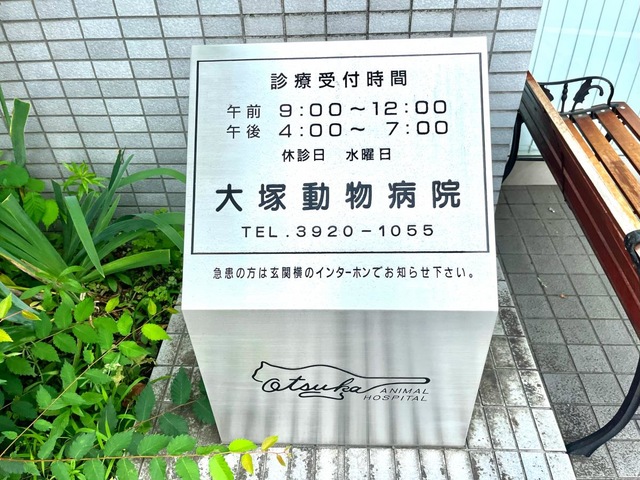 診療受付時間
午前 9:00～12:00
午後 4:00～ 7:00
休診日 水曜日
大塚動物病院
TEL.3920-1055
急患の方は玄関横のインターホンでお知らせ下さい。
otsuka ANIMAL
HOSPITAL